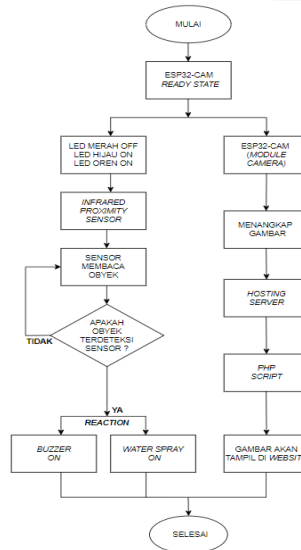 MULAI
ESP32-CAM
READY STATE
LED MERAH OFF
LED HIJAU ON
LED OREN ON
ESP32-CAM
(MODULE
CAMERA)
INFRARED
PROXIMITY
SENSOR
MENANGKAP
GAMBAR
SENSOR
MEMBACA
OBYEK
HOSTING
SERVER
APAKAH
OBYEK
TERDETEKSI
SENSOR ?
TIDAK
PHP
SCRIPT
YA
REACTION
BUZZER
ON
WATER SPRAY
ON
GAMBAR AKAN
TAMPIL DI WEBSITE
SELESAI